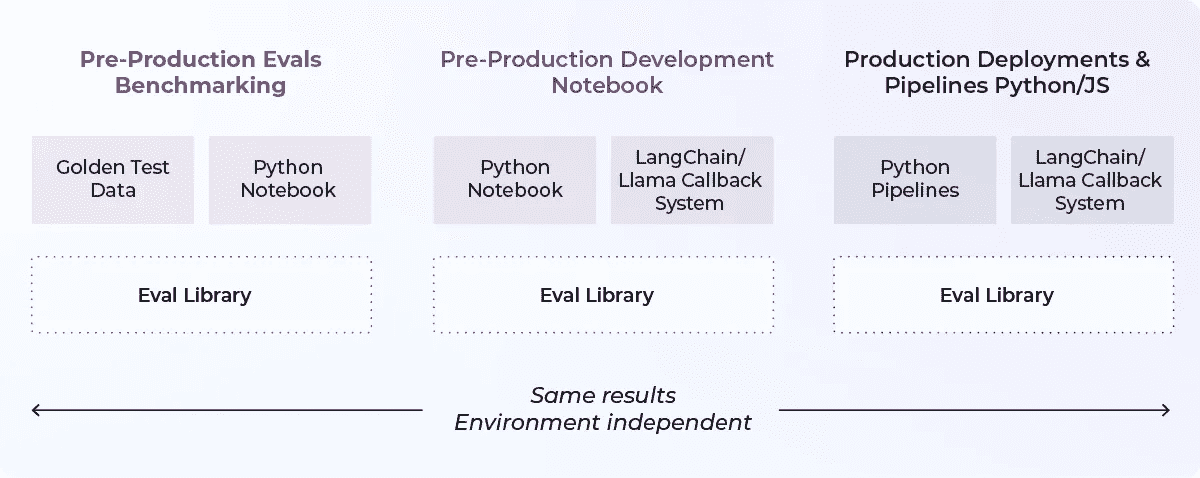 Pre-Production Evals
Benchmarking
Golden Test
Data
Python
Notebook
Eval Library
Pre-Production Development
Notebook
Python
Notebook
LangChain/
Llama Callback
System
Eval Library
Production Deployments &
Pipelines Python/JS
Python
Pipelines
LangChain/
Llama Callback
System
Eval Library
Same results
Environment independent